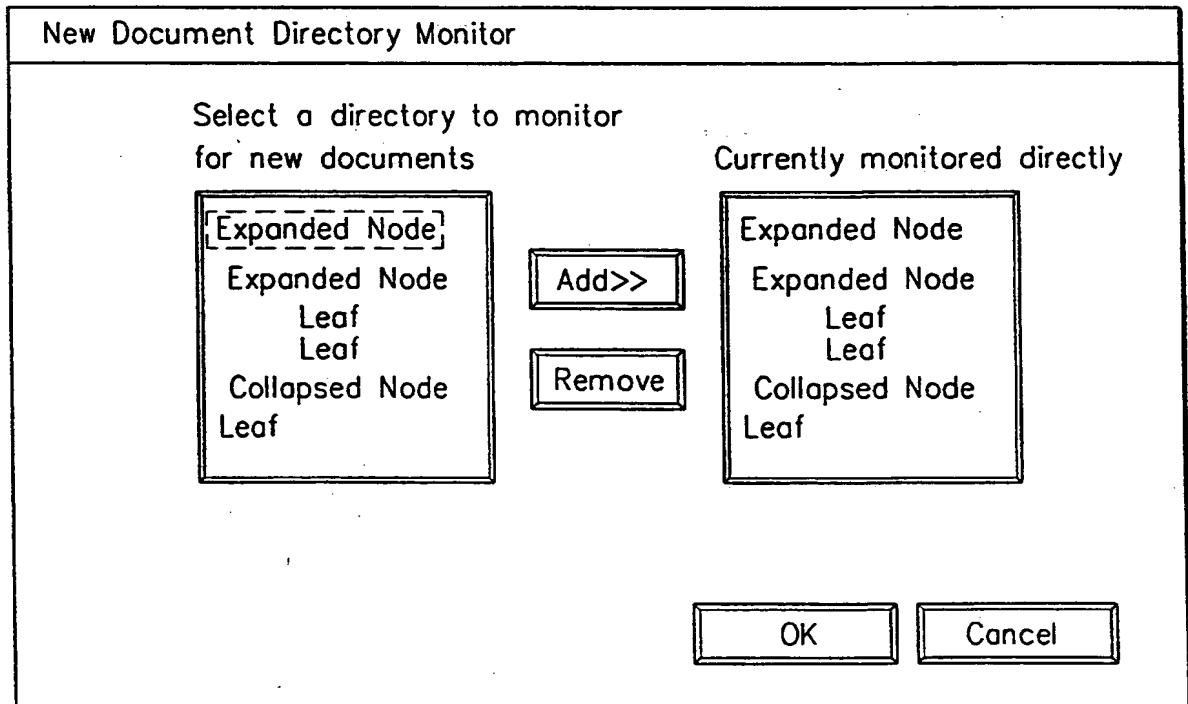 New Document Directory Monitor
Select a directory to monitor
for new documents
Currently monitored directly
Expanded Node
Expanded Node
Leaf
Leaf
Collapsed Node
Leaf
Add>>
Remove
Expanded Node
Expanded Node
Leaf
Leaf
Collapsed Node
Leaf
OK
Cancel